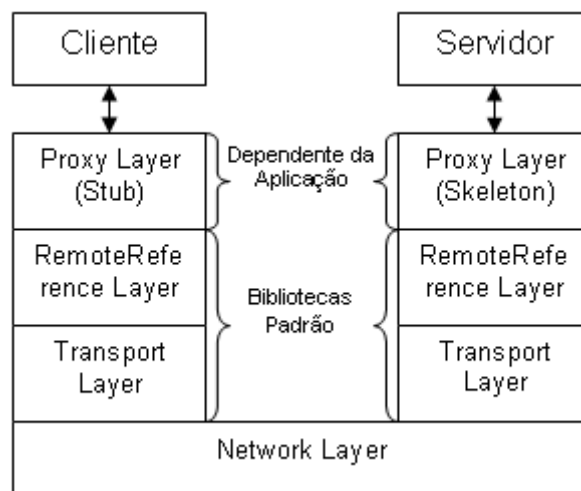 Cliente
Servidor
Proxy Layer
(Stub)
Dependente da
Aplicação
Proxy Layer
(Skeleton)
RemoteRefe
rence Layer
Bibliotecas
Padrão
RemoteRefe
rence Layer
Transport
Layer
Transport
Layer
Network Layer